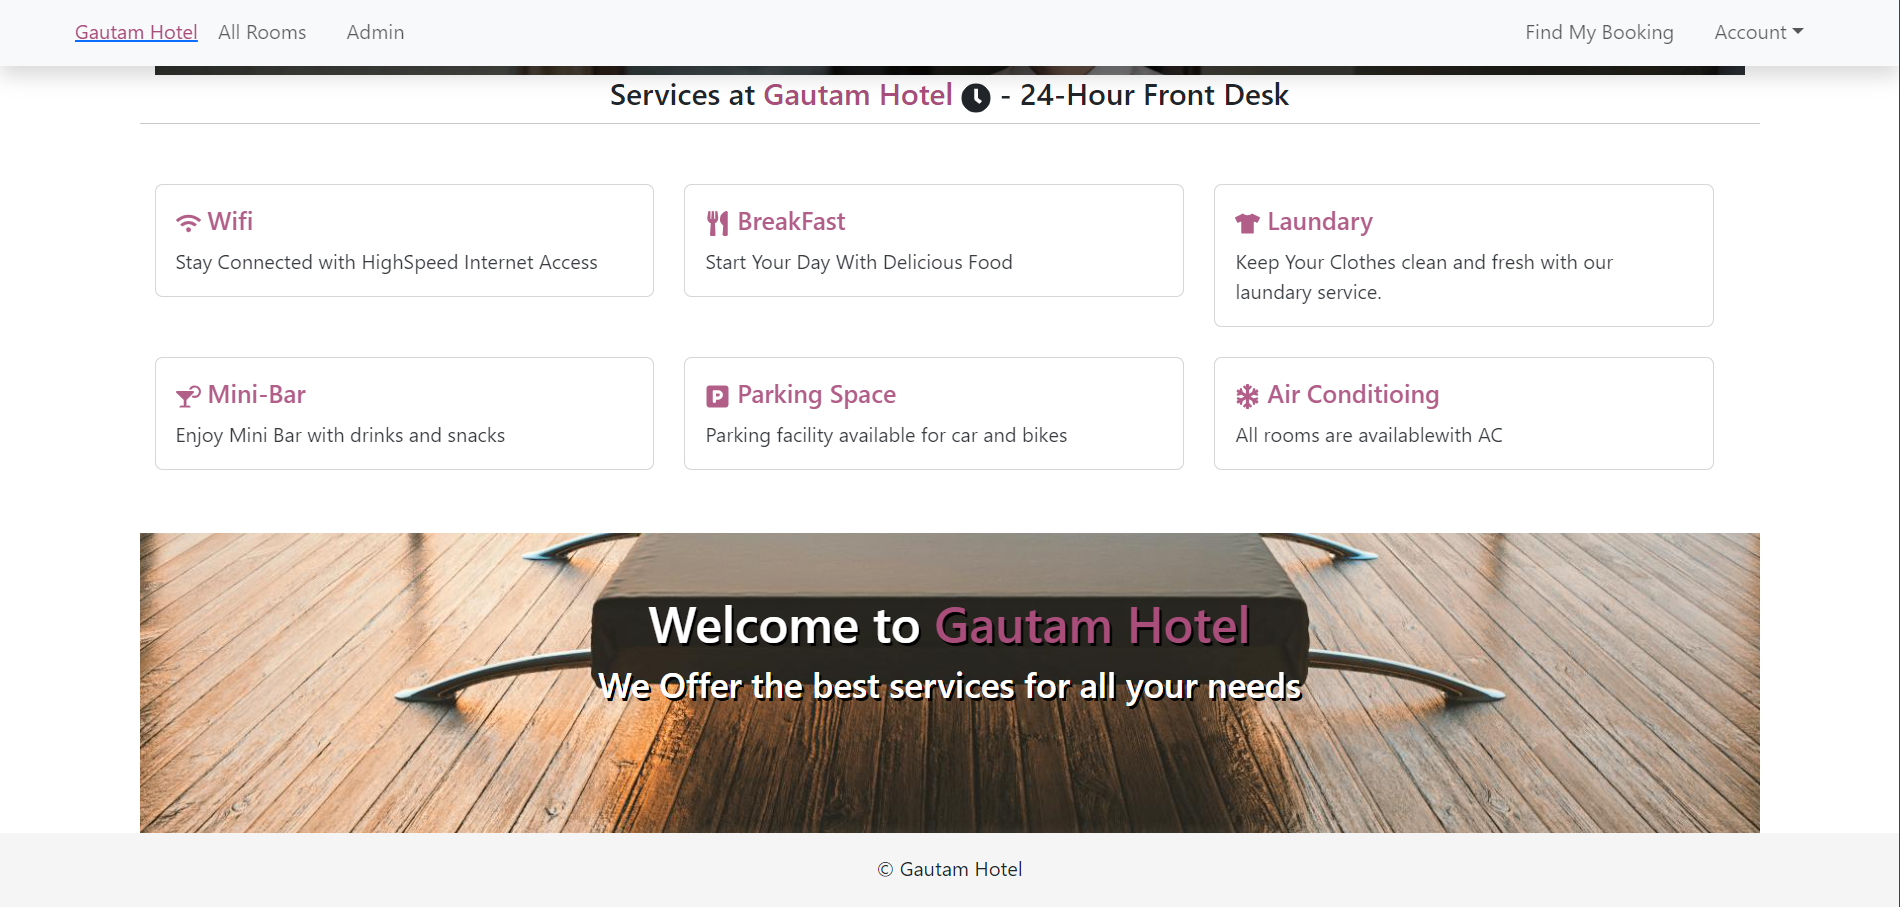 Gautam Hotel All Rooms Admin Find My Booking Account
Services at Gautam Hotel - 24-Hour Front Desk
Wifi
Stay Connected with HighSpeed Internet Access
BreakFast
Start Your Day With Delicious Food
Laundary
Keep Your Clothes clean and fresh with our
laundary service.
Mini-Bar
Enjoy Mini Bar with drinks and snacks
P Parking Space
Parking facility available for car and bikes
Air Conditioing
All rooms are availablewith AC
Welcome to Gautam Hotel
We Offer the best services for all your needs
© Gautam Hotel